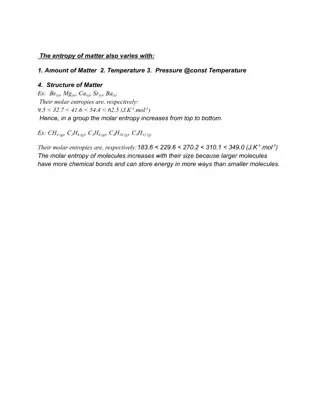 The entropy of matter also varies with:
1. Amount of Matter 2. Temperature 3. Pressure @const Temperature
4. Structure of Matter
Ex: Be(s), Mg(s), Ca(s), Sr(s), Ba(s)
Their molar entropies are, respectively:
9.5 < 32.7 < 41.6 < 54.4 < 62.5 (J.K⁻¹.mol⁻¹)
Hence, in a group the molar entropy increases from top to bottom.
Ex: CH₄(g), C₂H₆(g), C₃H₈(g), C₄H₁₀(g), C₅H₁₂(g)
Their molar entropies are, respectively:183.6 < 229.6 < 270.2 < 310.1 < 349.0 (J.K⁻¹.mol⁻¹)
The molar entropy of molecules increases with their size because larger molecules
have more chemical bonds and can store energy in more ways than smaller molecules.